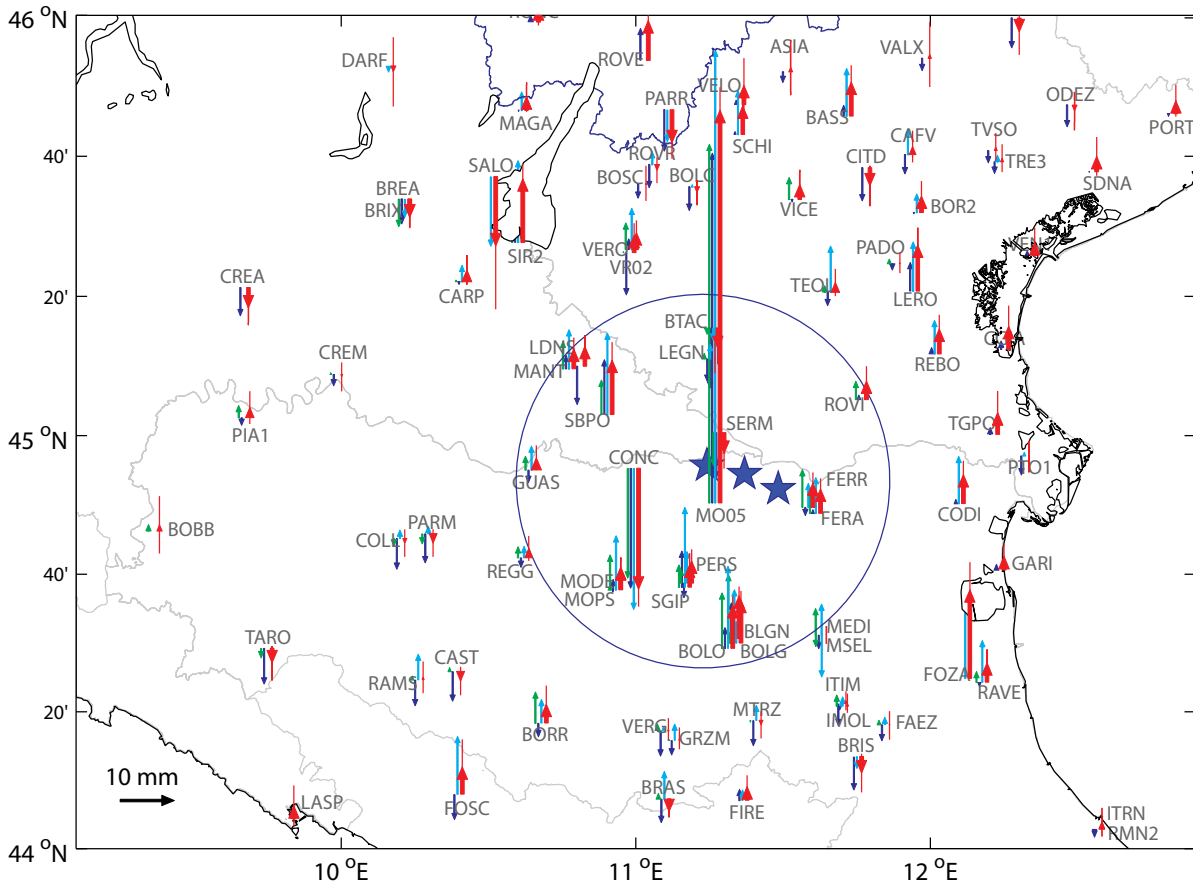 46 °N
ROVE
ASIA
VALX
DARF
VELO
PARR
MAGA
BASS
ODEZ
PORT
SCHI
CAFV
TVSO
TRE3
ROVR
SALO
BOSC
BOLC
CITD
SDNA
BREA
BRIX
VICE
BOR2
40'
VERO
VR02
SIR2
PADO
CREA
CARP
TEOL
LERO
20'
BTAC
LDNS
LEGN
MANT
CREM
REBO
SBPO
ROVI
PIA1
TGPO
45 °N
SERM
CONC
PTO1
GUAS
FERR
MO05
FERA
CODI
BOBB
PARM
COLL
REGG
PERS
GARI
40'
MODE
MOPS
SGIP
BLGN
MEDI
TARO
BOLO
BOLG
MSEL
CAST
RAMS
FOZA
ITIM
RAVE
20'
BORR
VERG
MTRZ
IMOL
FAEZ
GRZM
BRIS
10 mm
BRAS
LASP
FOSC
FIRE
ITRN
RMN2
44 °N
10 °E
11 °E
12 °E